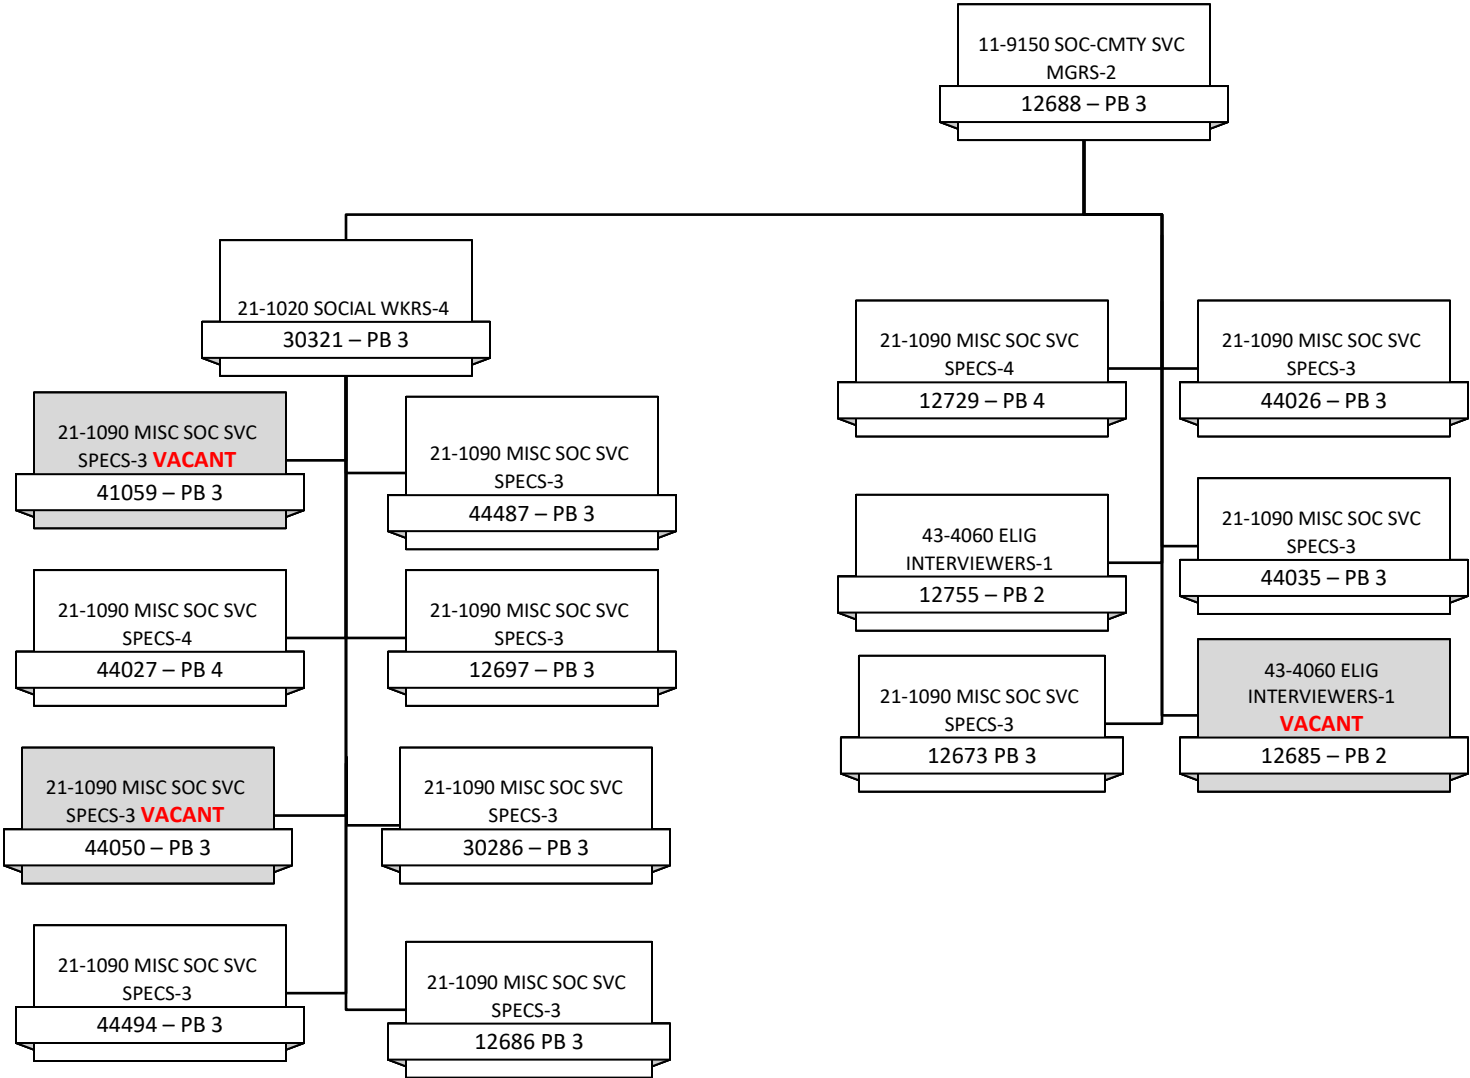 11-9150 SOC-CMTY SVC
MGRS-2
12688 – PB 3
21-1020 SOCIAL WKRS-4
30321 – PB 3
21-1090 MISC SOC SVC
SPECS-3 VACANT
41059 – PB 3
21-1090 MISC SOC SVC
SPECS-3
44487 – PB 3
21-1090 MISC SOC SVC
SPECS-4
44027 – PB 4
21-1090 MISC SOC SVC
SPECS-3
12697 – PB 3
21-1090 MISC SOC SVC
SPECS-3 VACANT
44050 – PB 3
21-1090 MISC SOC SVC
SPECS-3
30286 – PB 3
21-1090 MISC SOC SVC
SPECS-3
44494 – PB 3
21-1090 MISC SOC SVC
SPECS-3
12686 PB 3
21-1090 MISC SOC SVC
SPECS-4
12729 – PB 4
21-1090 MISC SOC SVC
SPECS-3
44026 – PB 3
43-4060 ELIG
INTERVIEWERS-1
12755 – PB 2
21-1090 MISC SOC SVC
SPECS-3
44035 – PB 3
21-1090 MISC SOC SVC
SPECS-3
12673 PB 3
43-4060 ELIG
INTERVIEWERS-1
VACANT
12685 – PB 2